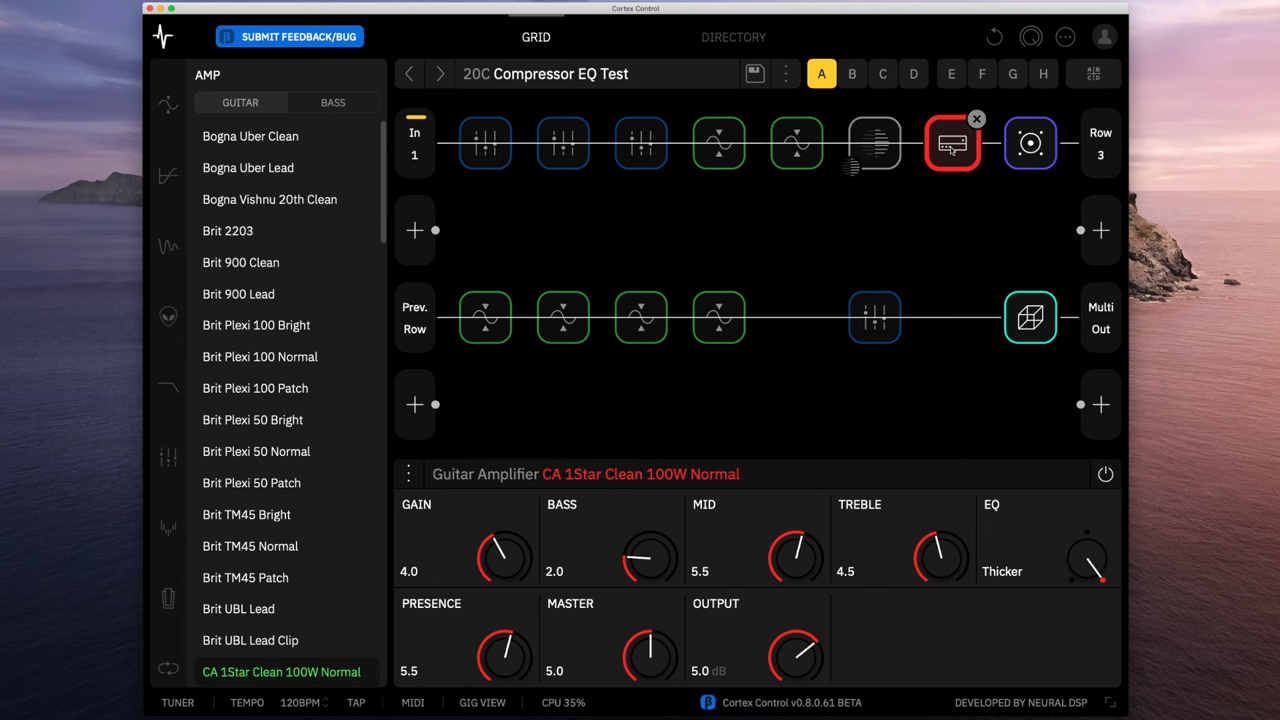 Cortex Control
SUBMIT FEEDBACK/BUG
GRID
DIRECTORY
AMP
GUITAR
BASS
Bogna Uber Clean
Bogna Uber Lead
Bogna Vishnu 20th Clean
Brit 2203
Brit 900 Clean
Brit 900 Lead
Brit Plexi 100 Bright
Brit Plexi 100 Normal
Brit Plexi 100 Patch
Brit Plexi 50 Bright
Brit Plexi 50 Normal
Brit Plexi 50 Patch
Brit TM45 Bright
Brit TM45 Normal
Brit TM45 Patch
Brit UBL Lead
Brit UBL Lead Clip
CA 1Star Clean 100W Normal
20C Compressor EQ Test
A B C D E F G H
A B
C D
In
1
Row
3
Prev.
Row
Multi
Out
Guitar Amplifier CA 1Star Clean 100W Normal
GAIN
4.0
BASS
2.0
MID
5.5
TREBLE
4.5
EQ
Thicker
PRESENCE
5.5
MASTER
5.0
OUTPUT
5.0 dB
TUNER
TEMPO
120BPM
TAP
MIDI
GIG VIEW
CPU 35%
Cortex Control v0.8.0.61 BETA
DEVELOPED BY NEURAL DSP